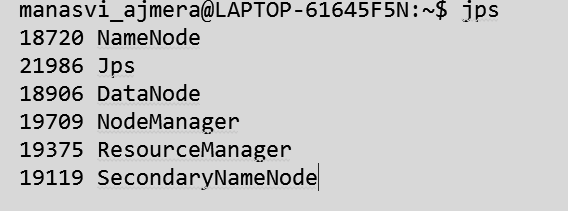 manasvi_ajmera@LAPTOP-61645F5N:~$ jps
18720 NameNode
21986 Jps
18906 DataNode
19709 NodeManager
19375 ResourceManager
19119 SecondaryNameNode